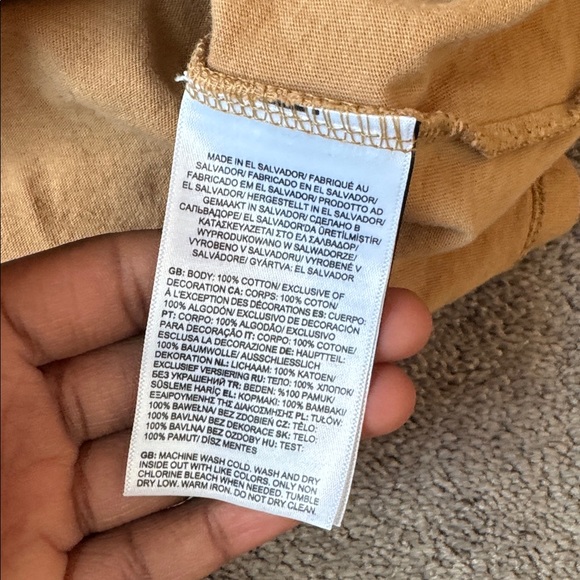 MADE IN EL SALVADOR/ FABRIQUÉ AU
SALVADOR/ FABRICADO EN EL SALVADOR/
FABRICADO EM EL SALVADOR/ PRODOTTO AD
EL SALVADOR/ HERGESTELLT IN EL SALVADOR/
GEMAAKT IN SALVADOR/ СДЕЛАНО В
САЛЬВАДОРЕ/ EL SALVADOR'DA ÜRETİLMİŞTİR/
ΚΑΤΑΣΚΕΥΑΖΕΤΑΙ ΣΤΟ ΕΛ ΣΑΛΒΑΔΟΡ/
WYPRODUKOWANO W SALWADORZE/
VYROBENO V SALVADORU/ VYROBENÉ V
SALVÁDORE/ GYÁRTVA: EL SALVADOR
GB: BODY: 100% COTTON/ EXCLUSIVE OF
DECORATION CA: CORPS: 100% COTON/
À L'EXCEPTION DES DÉCORATIONS ES: CUERPO:
100% ALGODÓN/ EXCLUSIVO DE DECORACIÓN
PT: CORPO: 100% ALGODÃO/ EXCLUSIVO
PARA DECORAÇÃO IT: CORPO: 100% COTONE/
ESCLUSA LA DECORAZIONE DE: HAUPTTEIL:
100% BAUMWOLLE/ AUSSCHLIESSLICH
DEKORATION NL: LICHAAM: 100% KATOEN/
EXCLUSIEF VERSIERING RU: ТЕЛО: 100% ХЛОПОК/
БЕЗ УКРАШЕНИЙ TR: BEDEN: %100 PAMUK/
SÜSLEME HARİÇ EL: ΚΟΡΜΑΚΙ: 100% ΒΑΜΒΑΚΙ/
ΕΞΑΙΡΟΥΜΕΝΗΣ ΤΗΣ ΔΙΑΚΟΣΜΗΣΗΣ PL: TUŁÓW:
100% BAWEŁNA/ BEZ ZDOBIEŃ CZ: TĚLO:
100% BAVLNA/ BEZ DEKORACE SK: TELO:
100% BAVLNA/ BEZ OZDOBY HU: TEST:
100% PAMUT/ DÍSZ MENTES
GB: MACHINE WASH COLD. WASH AND DRY
INSIDE OUT WITH LIKE COLORS. ONLY NON
CHLORINE BLEACH WHEN NEEDED. TUMBLE
DRY LOW. WARM IRON. DO NOT DRY CLEAN.